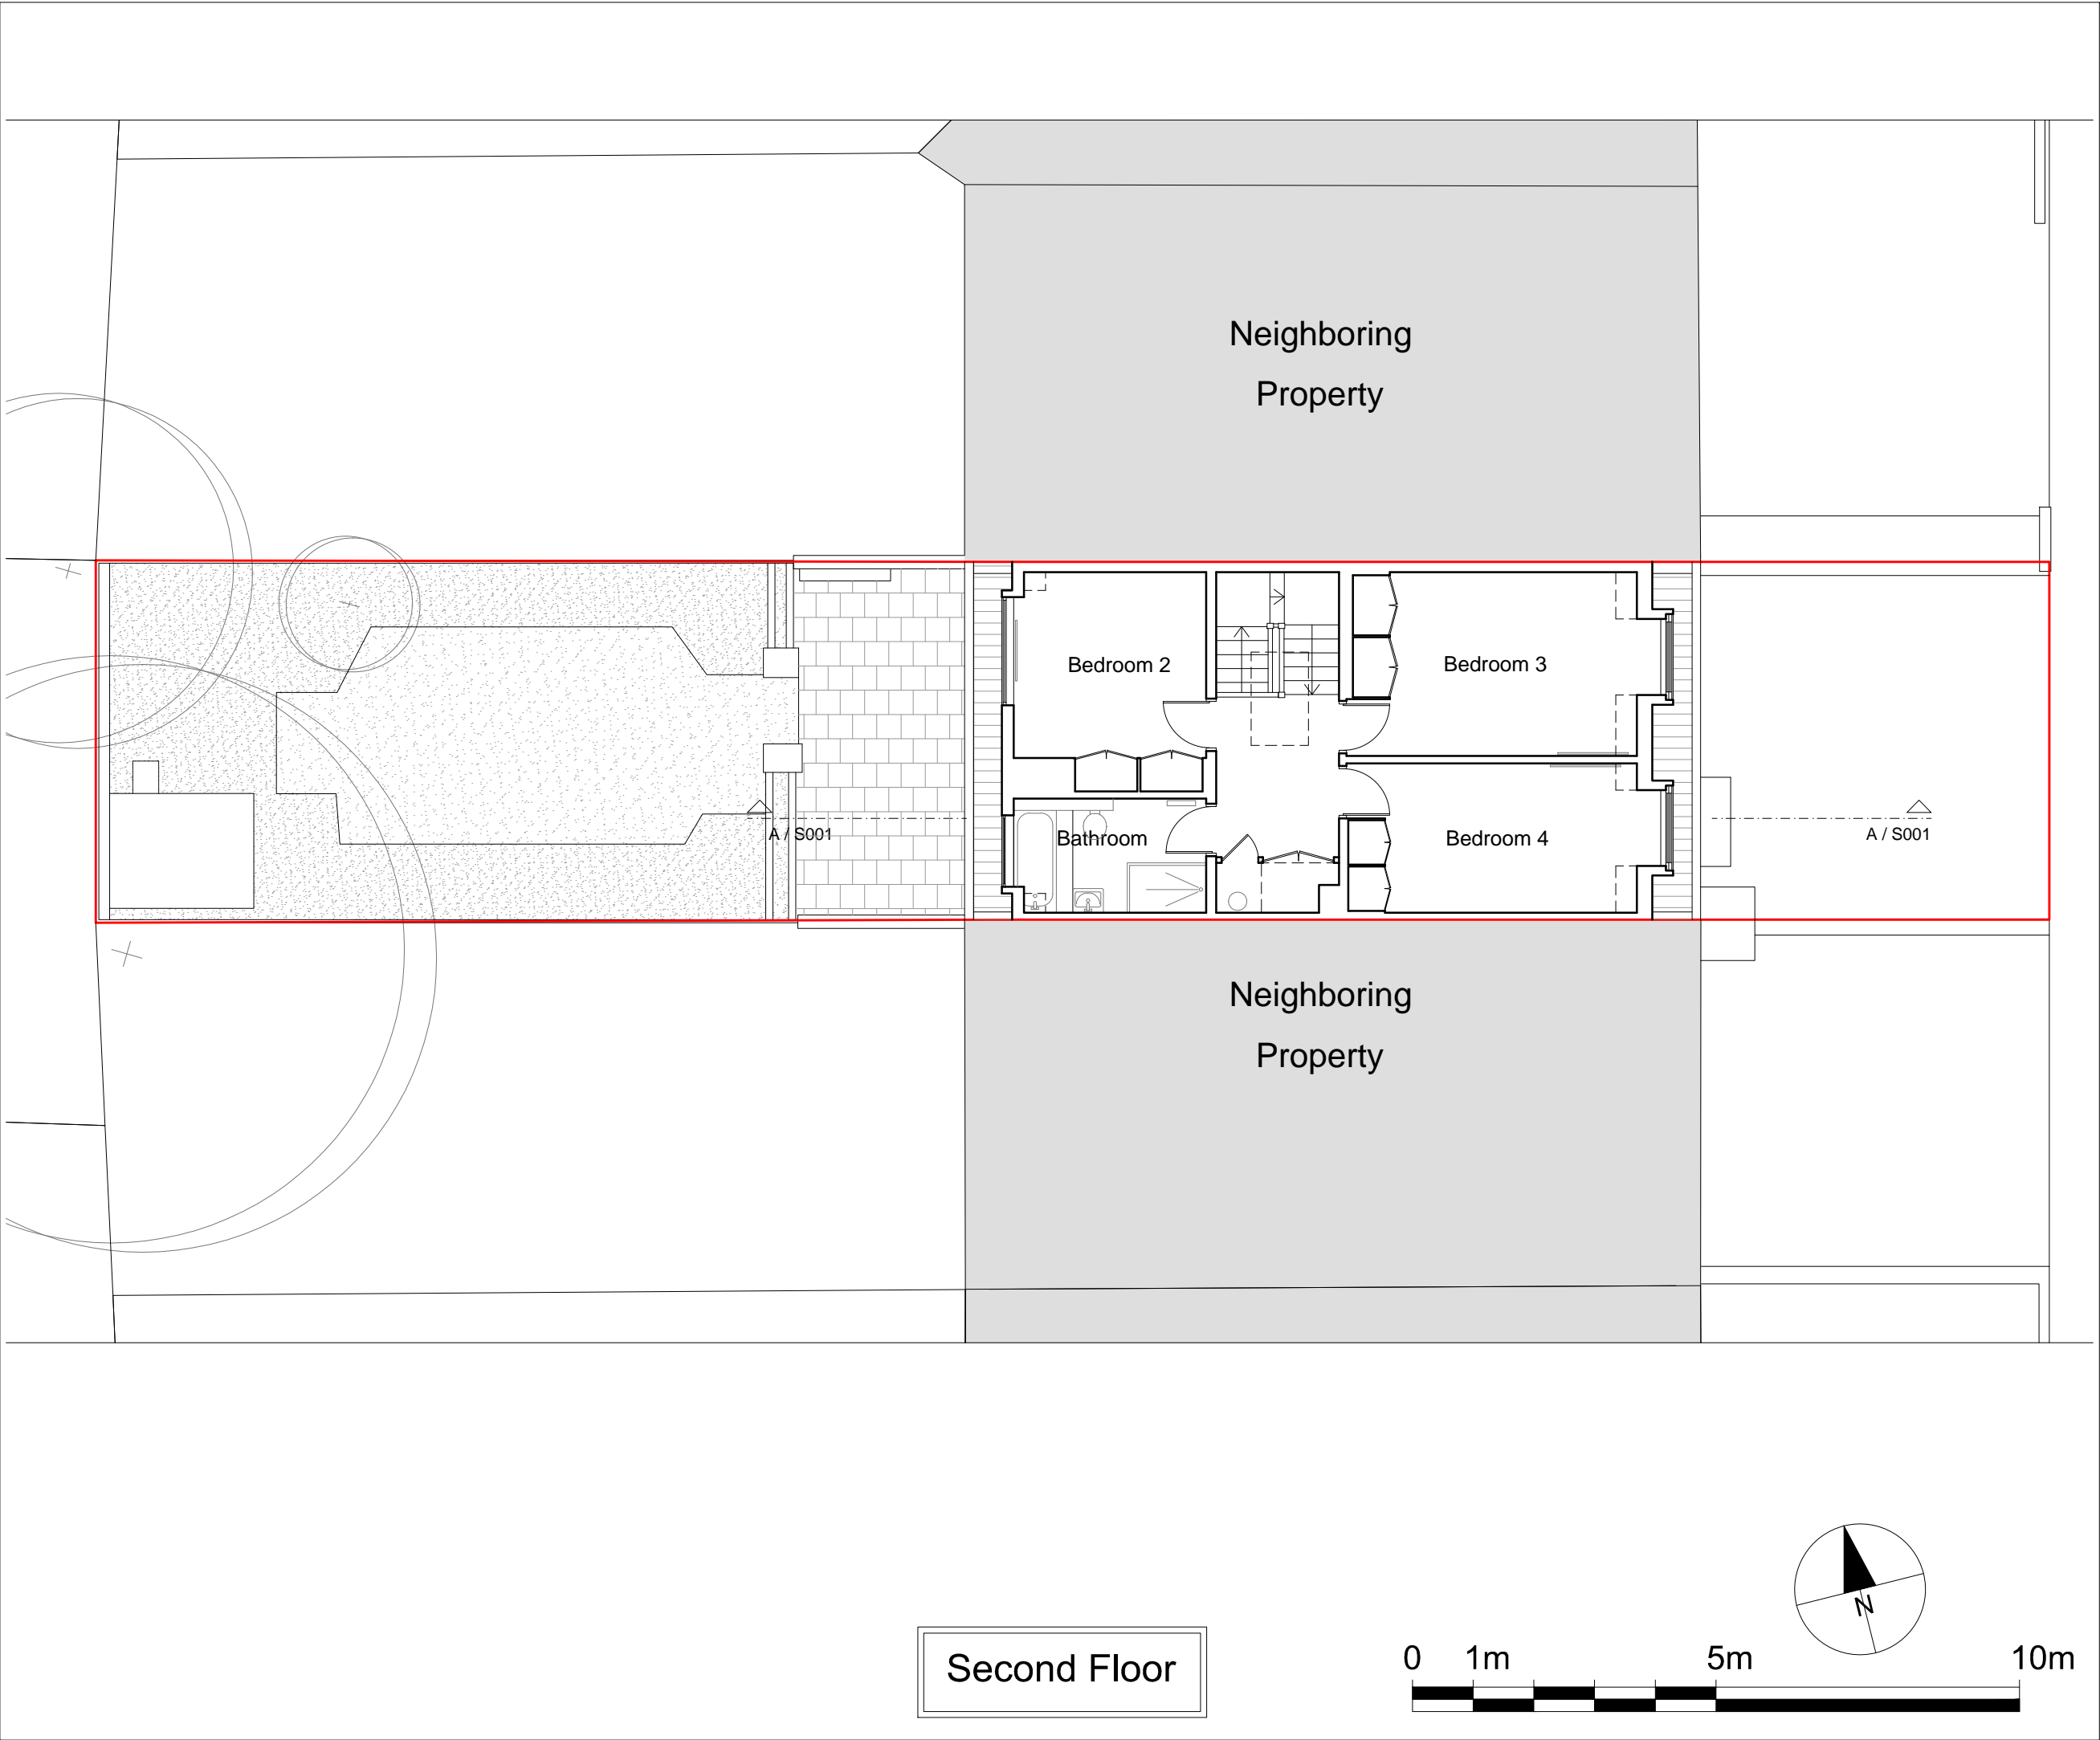 Neighboring
Property
Bedroom 2
Bedroom 3
Bathroom
Bedroom 4
A / S001
A / S001
Neighboring
Property
N
Second Floor
0 1m 5m 10m